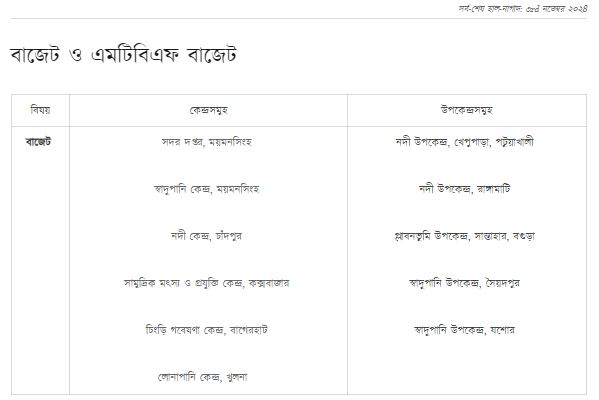 সর্ব-শেষ হাল-নাগাদ: ৩rd নভেম্বর ২০২৪
বাজেট ও এমটিবিএফ বাজেট
বিষয় কেন্দ্রসমুহ উপকেন্দ্রসমুহ
বাজেট সদর দপ্তর, ময়মনসিংহ নদী উপকেন্দ্র, খেপুপাড়া, পটুয়াখালী
স্বাদুপানি কেন্দ্র, ময়মনসিংহ নদী উপকেন্দ্র, রাঙ্গামাটি
নদী কেন্দ্র, চাঁদপুর প্লাবনভুমি উপকেন্দ্র, সান্তাহার, বগুড়া
সামুদ্রিক মৎস্য ও প্রযুক্তি কেন্দ্র, কক্সবাজার স্বাদুপানি উপকেন্দ্র, সৈয়দপুর
চিংড়ি গবেষণা কেন্দ্র, বাগেরহাট স্বাদুপানি উপকেন্দ্র, যশোর
লোনাপানি কেন্দ্র, খুলনা